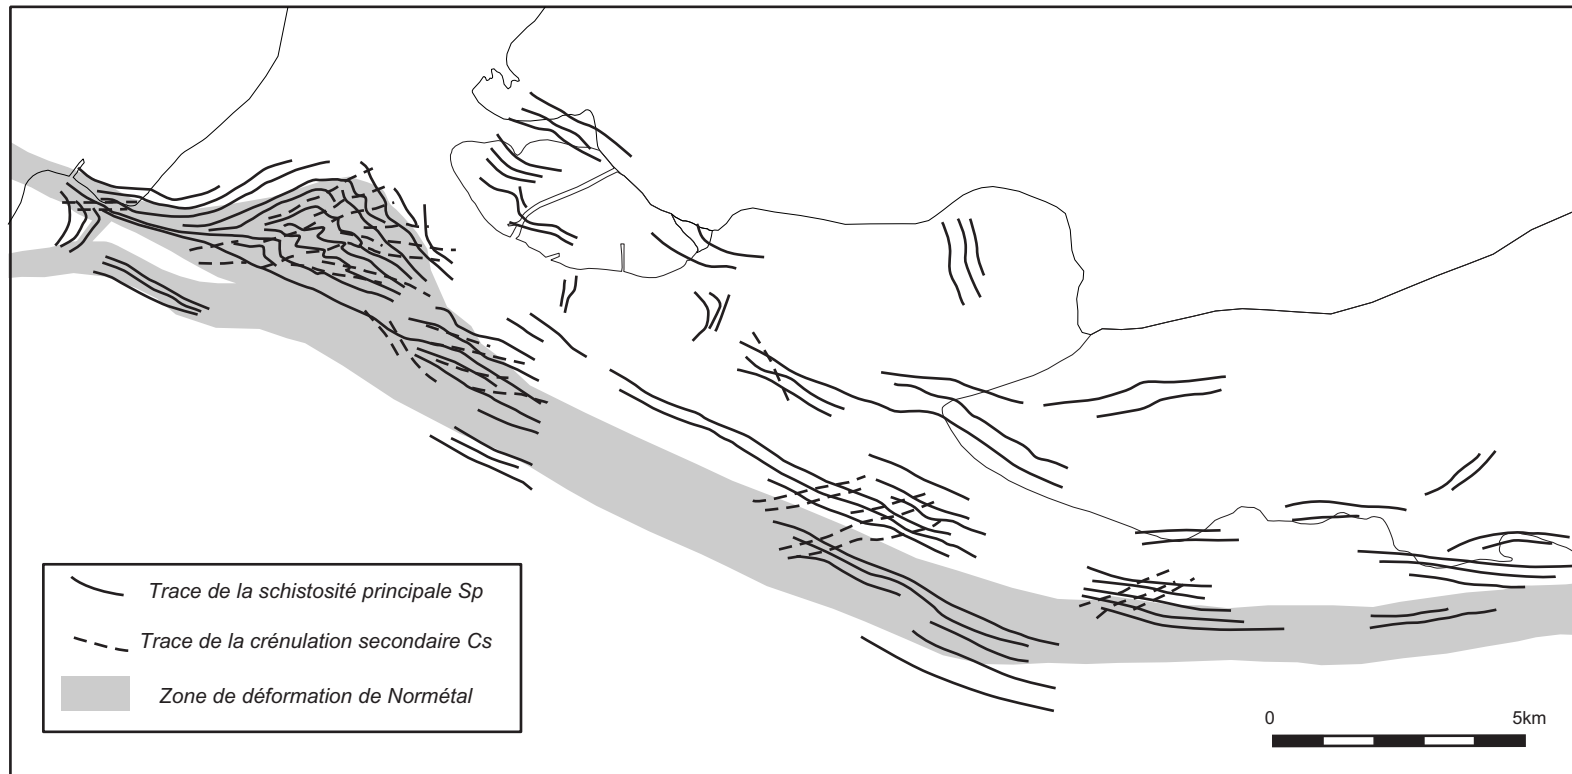 Trace de la schistosité principale Sp
Trace de la crénulation secondaire Cs
Zone de déformation de Normétal
0 5km